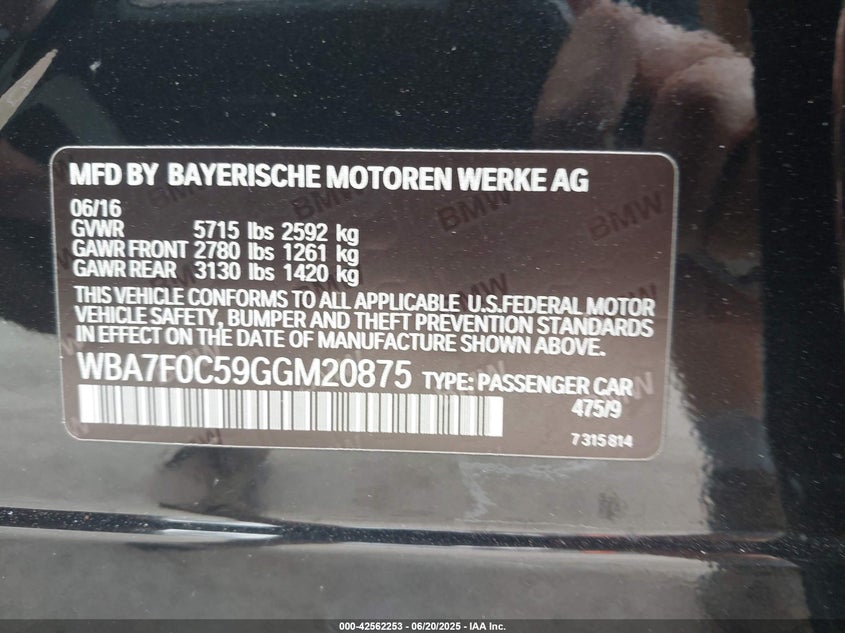 MFD BY BAYERISCHE MOTOREN WERKE AG
06/16
GVWR 5715 lbs 2592 kg
GAWR FRONT 2780 lbs 1261 kg
GAWR REAR 3130 lbs 1420 kg
THIS VEHICLE CONFORMS TO ALL APPLICABLE U.S.FEDERAL MOTOR
VEHICLE SAFETY, BUMPER AND THEFT PREVENTION STANDARDS
IN EFFECT ON THE DATE OF MANUFACTURE SHOWN ABOVE.
WBA7F0C59GGM20875 TYPE: PASSENGER CAR
475/9
7 315 814
000-42562253 - 06/20/2025 - IAA Inc.